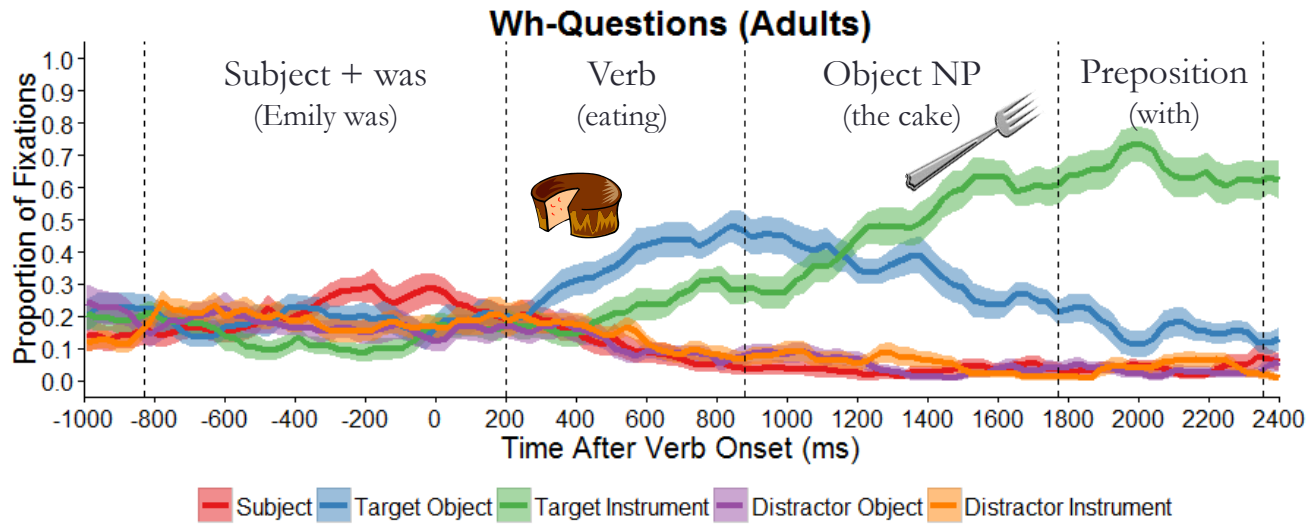 Wh-Questions (Adults)
Subject + was
(Emily was)
Verb
(eating)
Object NP
(the cake)
Preposition
(with)
Proportion of Fixations
1.0
0.9
0.8
0.7
0.6
0.5
0.4
0.3
0.2
0.1
0.0
-1000 -800 -600 -400 -200 0 200 400 600 800 1000 1200 1400 1600 1800 2000 2200 2400
Time After Verb Onset (ms)
Subject Target Object Target Instrument Distractor Object Distractor Instrument